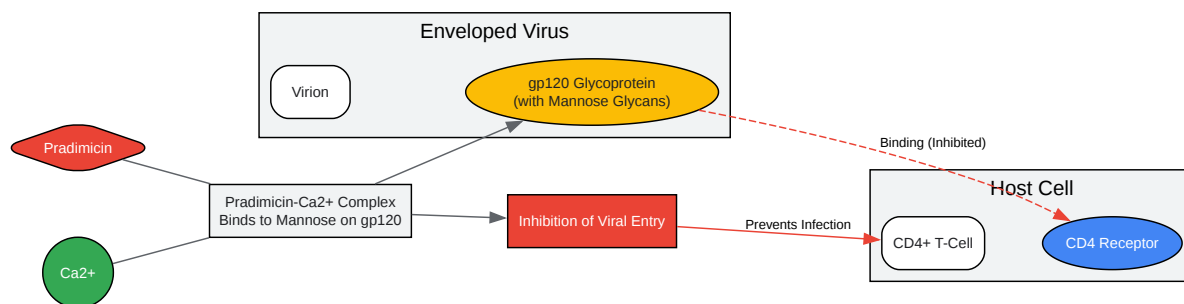 Enveloped Virus
Virion
gp120 Glycoprotein
(with Mannose Glycans)
Pradimicin
Binding (Inhibited)
Host Cell
Pradimicin-Ca2+ Complex
Binds to Mannose on gp120
Inhibition of Viral Entry
Prevents Infection
CD4+ T-Cell
CD4 Receptor
Ca2+